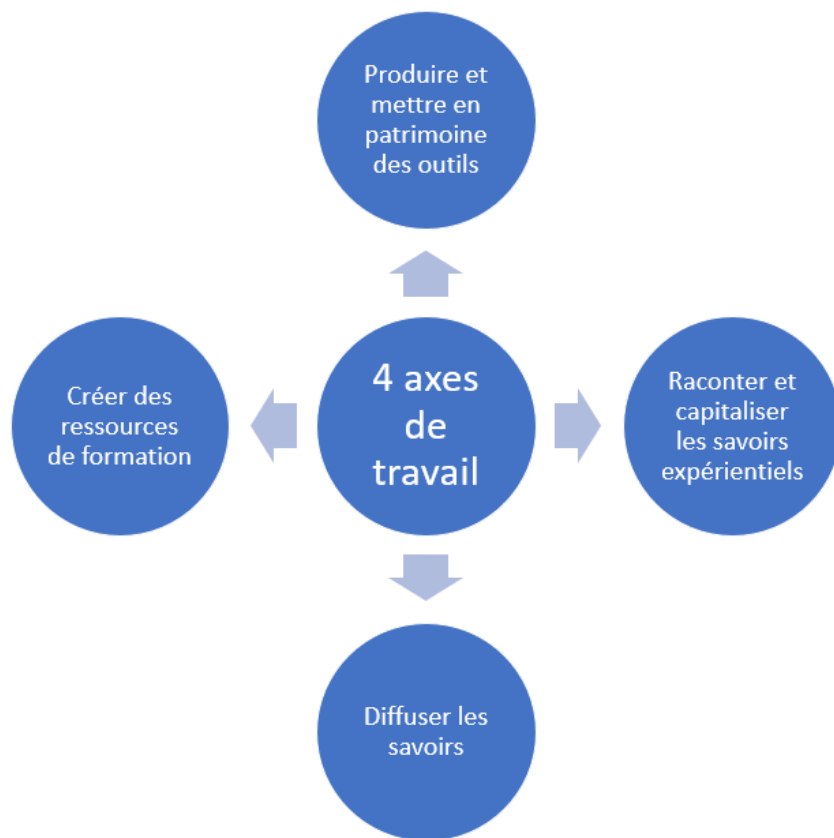 Produire et
mettre en
patrimoine
des outils
Créer des
ressources
de formation
4 axes
de
travail
Raconter et
capitaliser
les savoirs
expérientiels
Diffuser les
savoirs